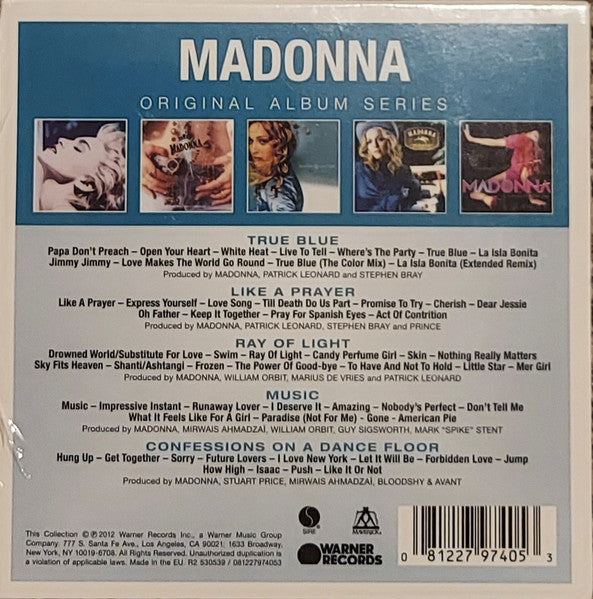 MADONNA
ORIGINAL ALBUM SERIES
MADONNA
MADONNA
MADONNA
TRUE BLUE
Papa Don't Preach – Open Your Heart – White Heat – Live To Tell – Where's The Party – True Blue – La Isla Bonita
Jimmy Jimmy – Love Makes The World Go Round – True Blue (The Color Mix) – La Isla Bonita (Extended Remix)
Produced by MADONNA, PATRICK LEONARD and STEPHEN BRAY
LIKE A PRAYER
Like A Prayer – Express Yourself – Love Song – Till Death Do Us Part – Promise To Try – Cherish – Dear Jessie
Oh Father – Keep It Together – Pray For Spanish Eyes – Act Of Contrition
Produced by MADONNA, PATRICK LEONARD, STEPHEN BRAY and PRINCE
RAY OF LIGHT
Drowned World/Substitute For Love – Swim – Ray Of Light – Candy Perfume Girl – Skin – Nothing Really Matters
Sky Fits Heaven – Shanti/Ashtangi – Frozen – The Power Of Good-bye – To Have And Not To Hold – Little Star – Mer Girl
Produced by MADONNA, WILLIAM ORBIT, MARIUS DE VRIES and PATRICK LEONARD
MUSIC
Music – Impressive Instant – Runaway Lover – I Deserve It – Amazing – Nobody's Perfect – Don't Tell Me
What It Feels Like For A Girl – Paradise (Not For Me) - Gone - American Pie
Produced by MADONNA, MIRWAIS AHMADZAÏ, WILLIAM ORBIT, GUY SIGSWORTH, MARK "SPIKE" STENT
CONFESSIONS ON A DANCE FLOOR
Hung Up – Get Together – Sorry – Future Lovers – I Love New York – Let It Will Be – Forbidden Love – Jump
How High – Isaac – Push – Like It Or Not
Produced by MADONNA, STUART PRICE, MIRWAIS AHMADZAÏ, BLOODSHY & AVANT
This Collection © ℗ 2012 Warner Records Inc., a Warner Music Group
Company. 777 S. Santa Fe Ave., Los Angeles, CA 90021. 1633 Broadway,
New York, NY 10019-6708. All Rights Reserved. Unauthorized duplication is
a violation of applicable laws. Made in the EU. R2 530539 / 081227974053
SIRE
MAVERICK
WARNER
RECORDS
0 81227 97405 3